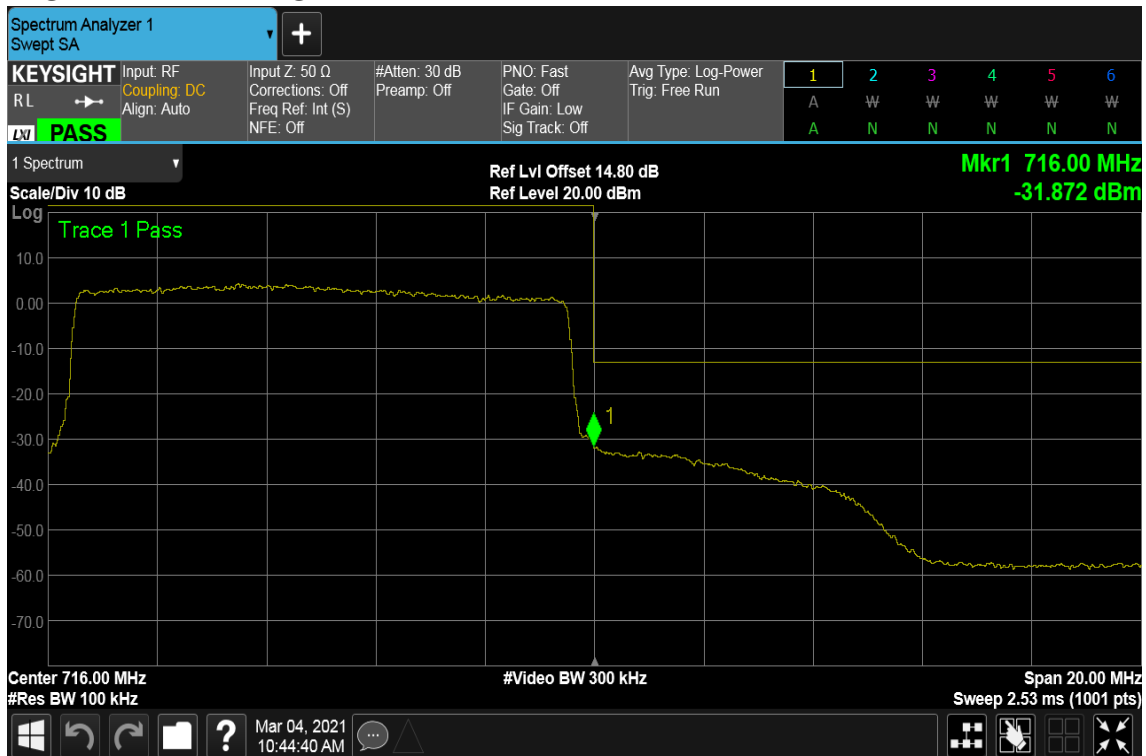 Spectrum Analyzer 1
Swept SA
+
KEYSIGHT
RL
LXI PASS
Input: RF
Coupling: DC
Align: Auto
Input Z: 50 Ω
Corrections: Off
Freq Ref: Int (S)
NFE: Off
#Atten: 30 dB
Preamp: Off
PNO: Fast
Gate: Off
IF Gain: Low
Sig Track: Off
Avg Type: Log-Power
Trig: Free Run
1 2 3 4 5 6
A W W W W W
A N N N N N
1 Spectrum
Scale/Div 10 dB
Ref Lvl Offset 14.80 dB
Ref Level 20.00 dBm
Mkr1 716.00 MHz
-31.872 dBm
Log
Trace 1 Pass
10.0
0.00
-10.0
-20.0
1
-30.0
-40.0
-50.0
-60.0
-70.0
Center 716.00 MHz
#Res BW 100 kHz
#Video BW 300 kHz
Span 20.00 MHz
Sweep 2.53 ms (1001 pts)
?
Mar 04, 2021
10:44:40 AM